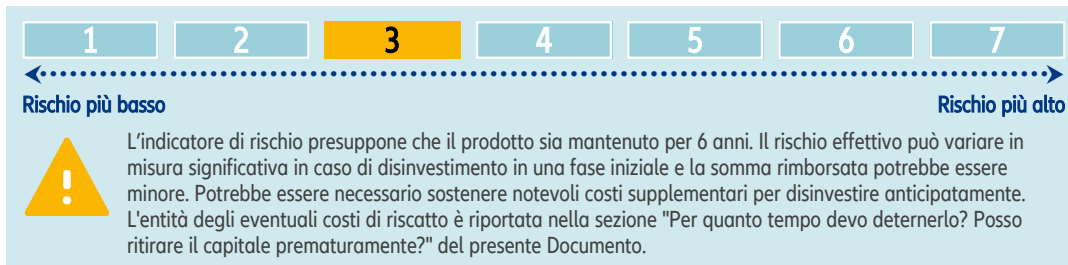 1 2 3 4 5 6 7
Rischio più basso Rischio più alto
L'indicatore di rischio presuppone che il prodotto sia mantenuto per 6 anni. Il rischio effettivo può variare in
misura significativa in caso di disinvestimento in una fase iniziale e la somma rimborsata potrebbe essere
minore. Potrebbe essere necessario sostenere notevoli costi supplementari per disinvestire anticipatamente.
L'entità degli eventuali costi di riscatto è riportata nella sezione "Per quanto tempo devo deternerlo? Posso
ritirare il capitale prematuramente?" del presente Documento.